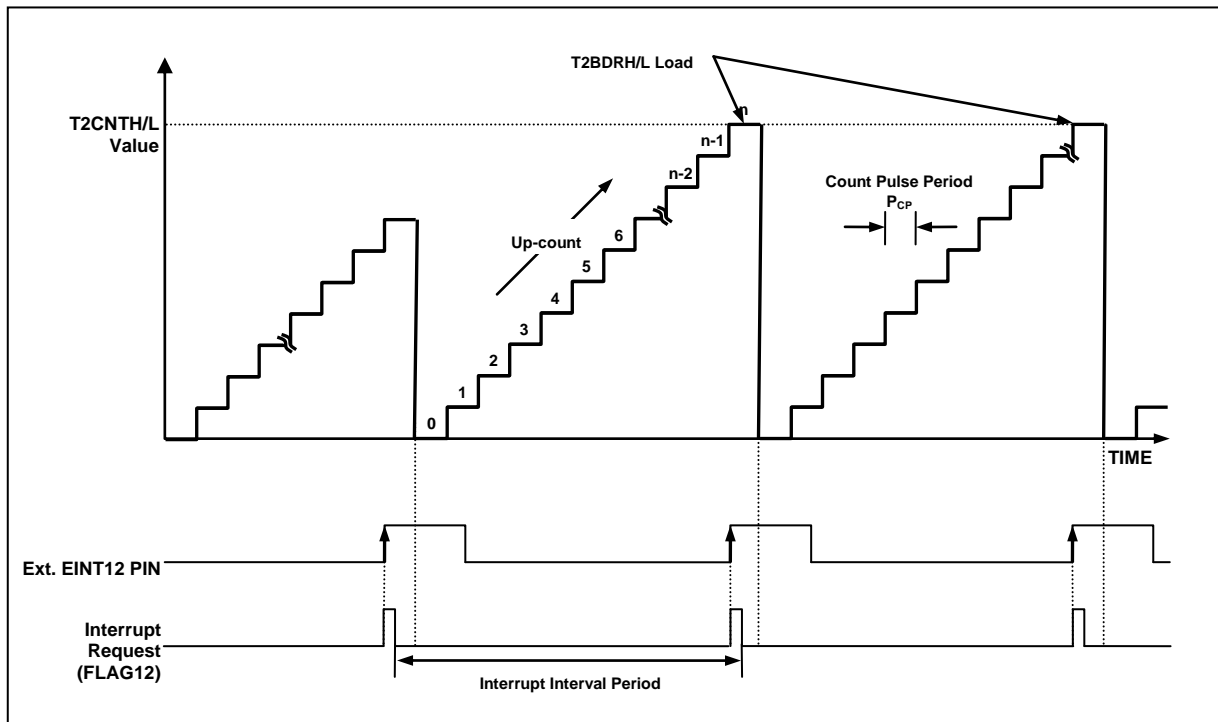 T2BDRH/L Load
T2CNTH/L
Value
n
n-1
n-2
Count Pulse Period
PCP
Up-count
6
5
4
3
2
1
0
TIME
Ext. EINT12 PIN
Interrupt
Request
(FLAG12)
Interrupt Interval Period